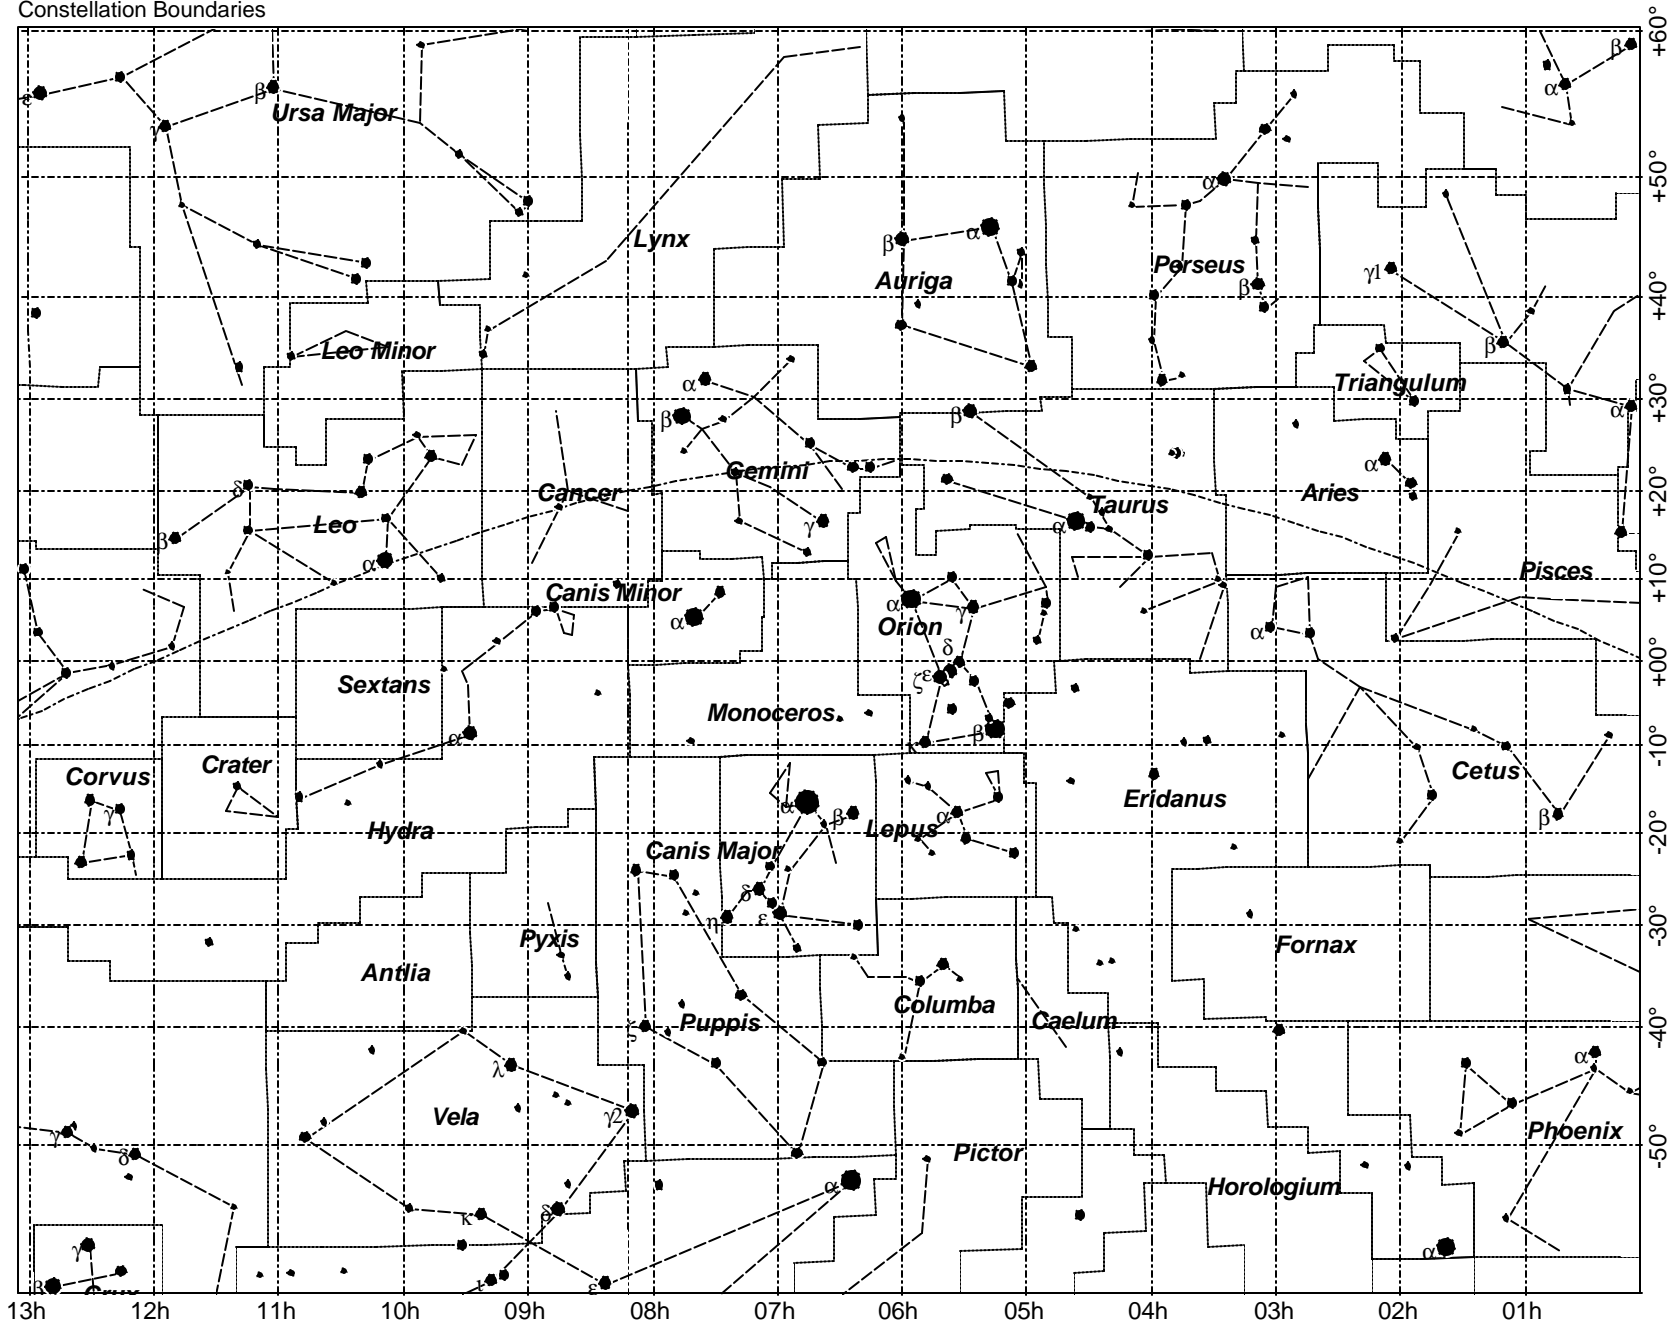 Constellation Boundaries
+60°
β
α
ε
β
Ursa Major
γ
+50°
α
β
α
Lynx
Auriga
Perseus
γ1
β
+40°
β
Leo Minor
α
Triangulum
+30°
β
β
α
Gemini
α
δ
Cancer
Taurus
Aries
+20°
Leo
γ
α
β
α
Pisces
+10°
Canis Minor
α
γ
α
Orion
α
δ
+00°
Sextans
ζ
ε
Monoceros
α
β
κ
-10°
Corvus
Crater
Cetus
Eridanus
γ
α
β
α
β
Hydra
Lepus
-20°
Canis Major
δ
η
ε
-30°
Pyxis
Fornax
Antlia
Columba
Caelum
Puppis
ζ
-40°
α
λ
Vela
γ2
γ
Phoenix
-50°
δ
Pictor
α
Horologium
κ
δ
γ
α
β
Crux
ι
ε
13h 12h 11h 10h 09h 08h 07h 06h 05h 04h 03h 02h 01h